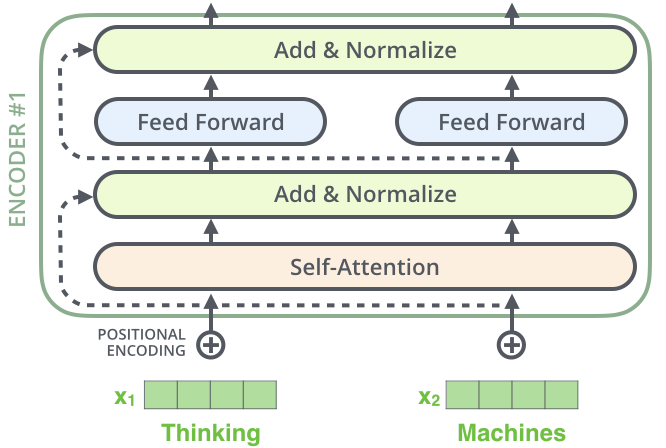 ENCODER #1
Add & Normalize
Feed Forward
Feed Forward
Add & Normalize
Self-Attention
POSITIONAL
ENCODING
x₁
x₂
Thinking
Machines